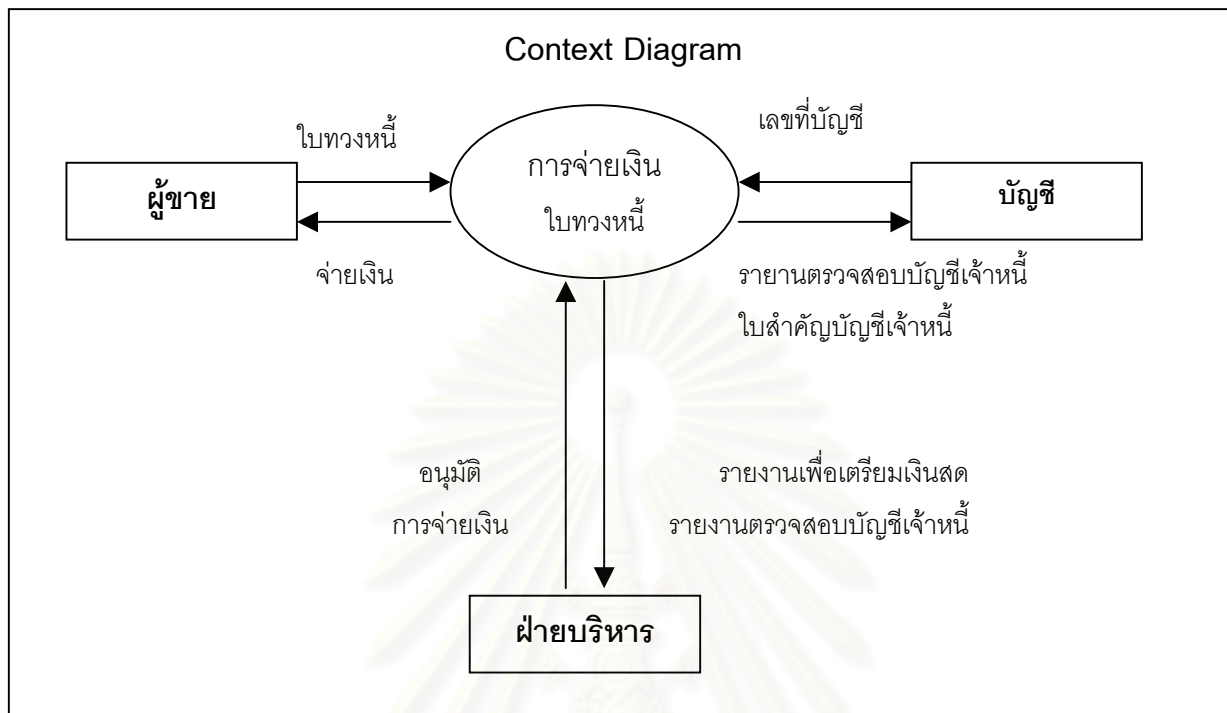 Context Diagram
ใบทวงหนี้
เลขที่บัญชี
ผู้ขาย
การจ่ายเงิน
ใบทวงหนี้
บัญชี
จ่ายเงิน
รายานตรวจสอบบัญชีเจ้าหนี้
ใบสำคัญบัญชีเจ้าหนี้
อนุมัติ
การจ่ายเงิน
รายงานเพื่อเตรียมเงินสด
รายงานตรวจสอบบัญชีเจ้าหนี้
ฝ่ายบริหาร